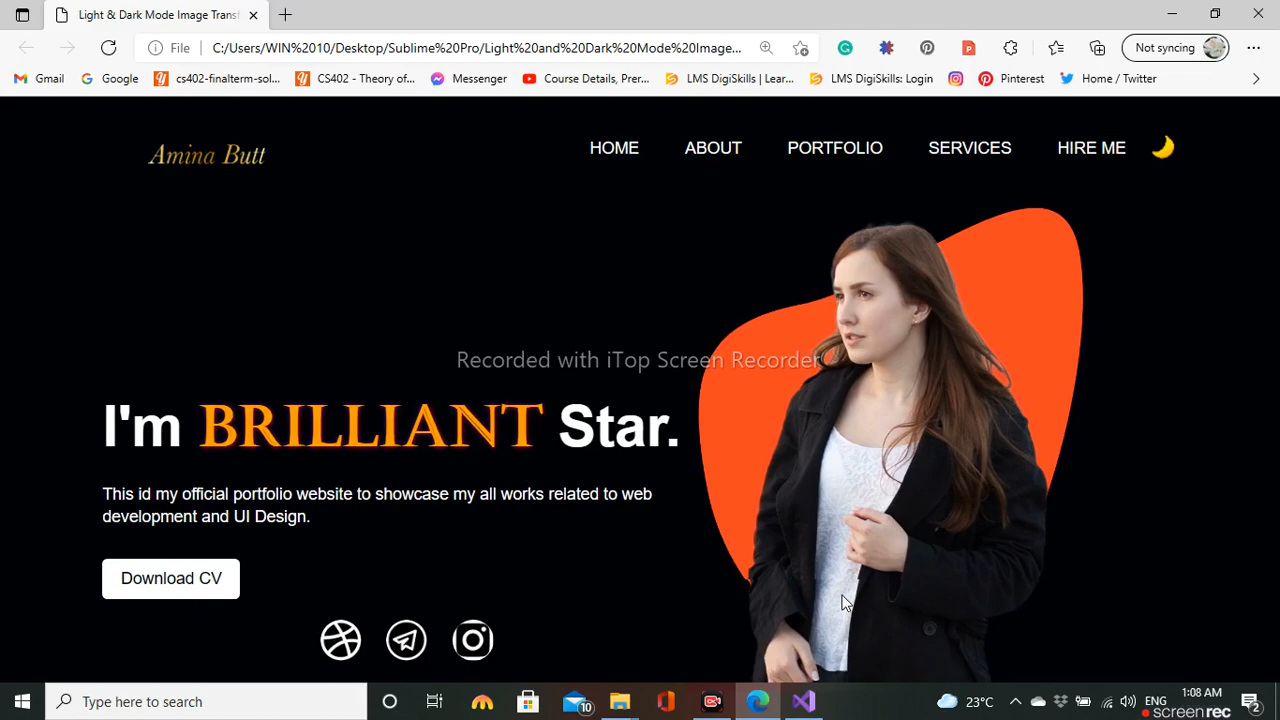 Light & Dark Mode Image Transf
File
C:/Users/WIN%2010/Desktop/Sublime%20Pro/Light%20and%20Dark%20Mode%20Image...
Not syncing
Gmail
Google
cs402-finalterm-sol...
CS402 - Theory of...
Messenger
Course Details, Prer...
LMS DigiSkills | Lear...
LMS DigiSkills: Login
Pinterest
Home / Twitter
Amina Butt
HOME
ABOUT
PORTFOLIO
SERVICES
HIRE ME
Recorded with iTop Screen Recorder
I'm BRILLIANT Star.
This id my official portfolio website to showcase my all works related to web
development and UI Design.
Download CV
Type here to search
10
23°C
ENG
1:08 AM
2
screenrec